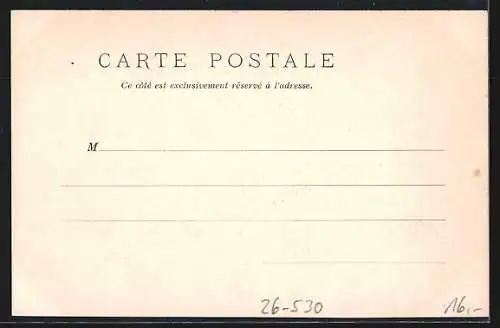 CARTE POSTALE
Ce côté est exclusivement réservé à l'adresse.
M
26-530
16,-